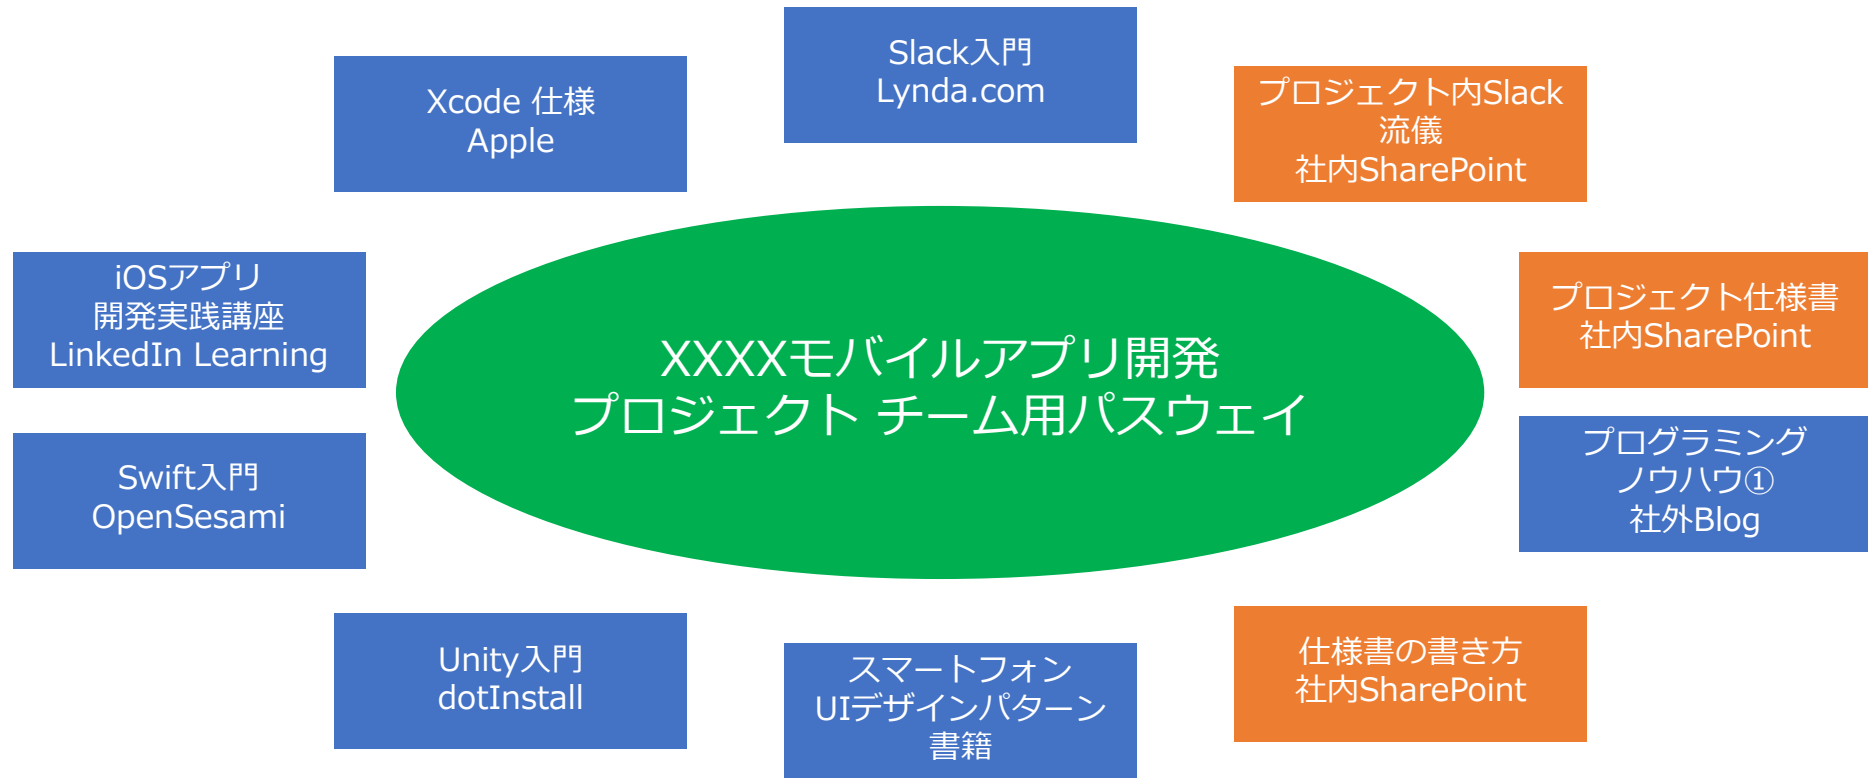 Slack入門
Lynda.com
Xcode 仕様
Apple
プロジェクト内Slack
流儀
社内SharePoint
iOSアプリ
開発実践講座
LinkedIn Learning
プロジェクト仕様書
社内SharePoint
XXXXモバイルアプリ開発
プロジェクト チーム用パスウェイ
Swift入門
OpenSesami
プログラミング
ノウハウ①
社外Blog
Unity入門
dotInstall
スマートフォン
UIデザインパターン
書籍
仕様書の書き方
社内SharePoint